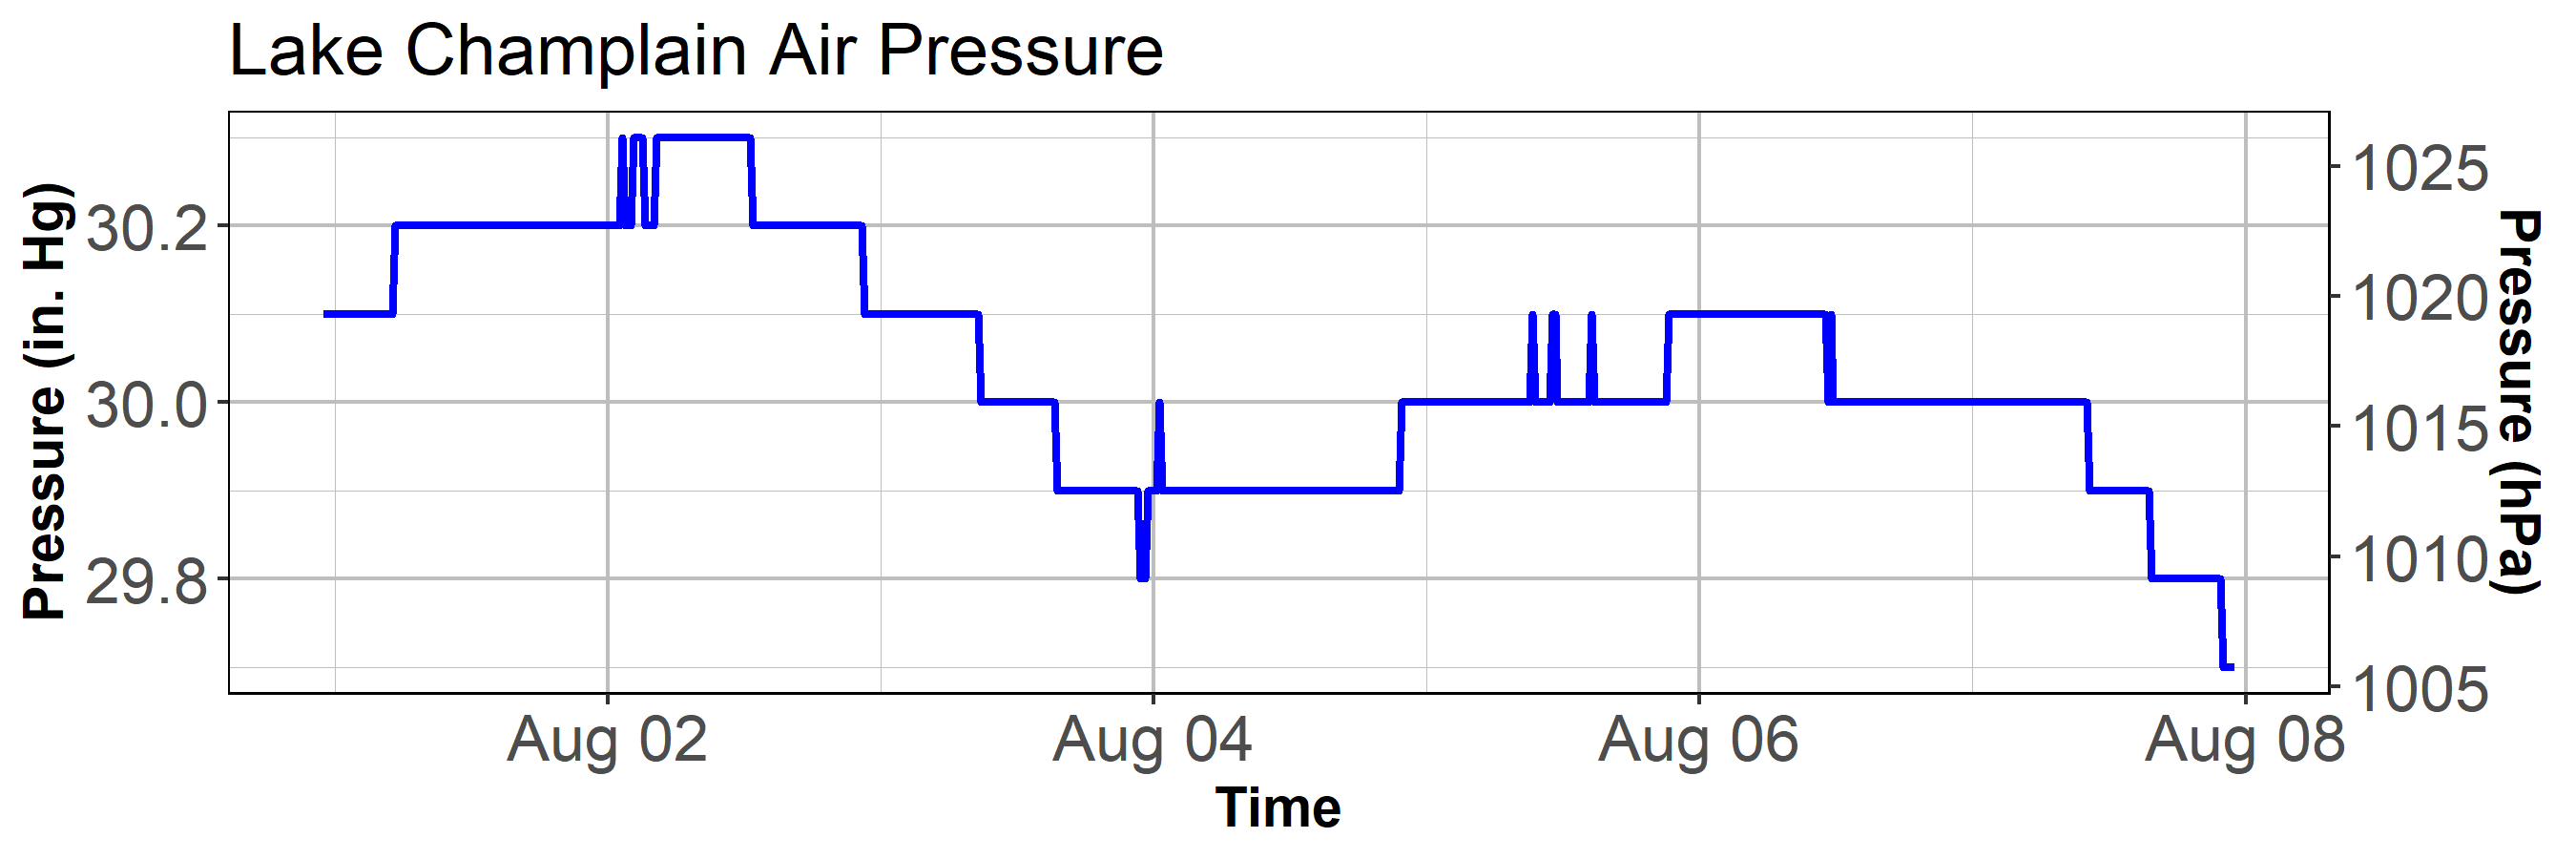 Lake Champlain Air Pressure
Pressure (in. Hg)
30.2
30.0
29.8
1025
1020
1015
1010
1005
Pressure (hPa)
Aug 02 Aug 04 Aug 06 Aug 08
Time